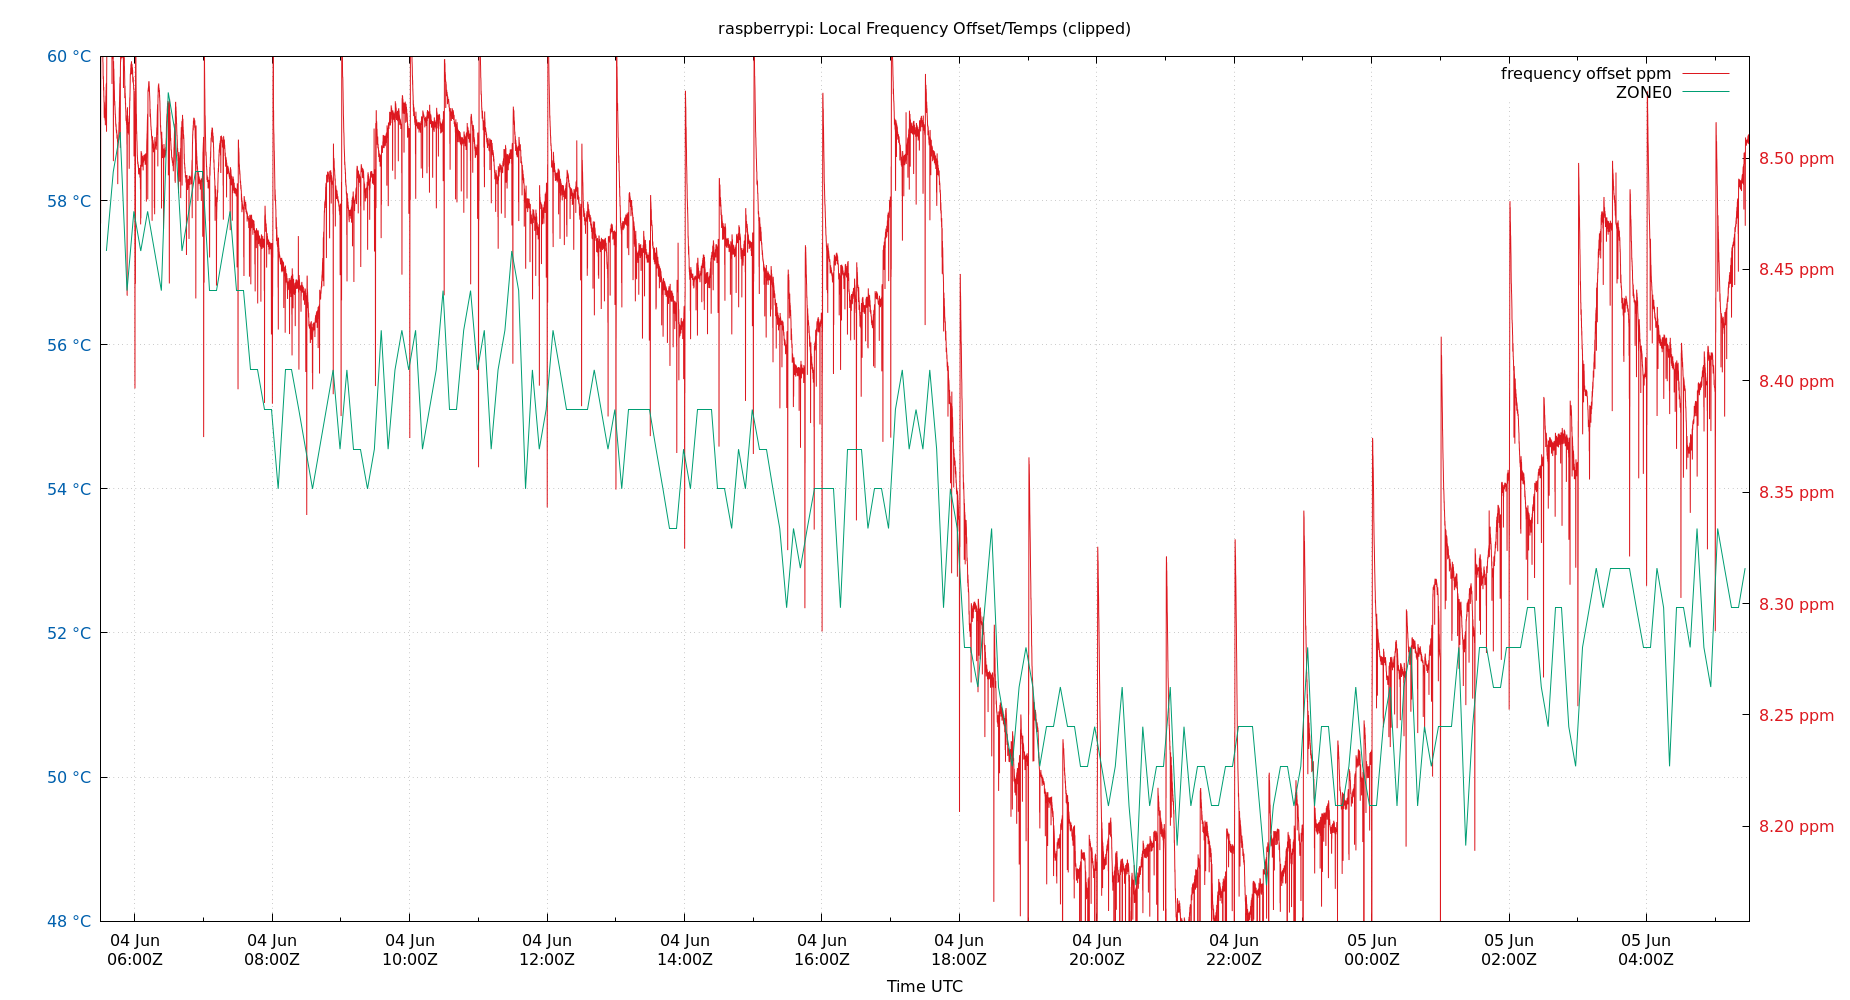 raspberrypi: Local Frequency Offset/Temps (clipped)
frequency offset ppm
ZONE0
60 °C
58 °C
56 °C
54 °C
52 °C
50 °C
48 °C
8.50 ppm
8.45 ppm
8.40 ppm
8.35 ppm
8.30 ppm
8.25 ppm
8.20 ppm
04 Jun 04 Jun 04 Jun 04 Jun 04 Jun 04 Jun 04 Jun 04 Jun 04 Jun 05 Jun 05 Jun 05 Jun
06:00Z 08:00Z 10:00Z 12:00Z 14:00Z 16:00Z 18:00Z 20:00Z 22:00Z 00:00Z 02:00Z 04:00Z
Time UTC